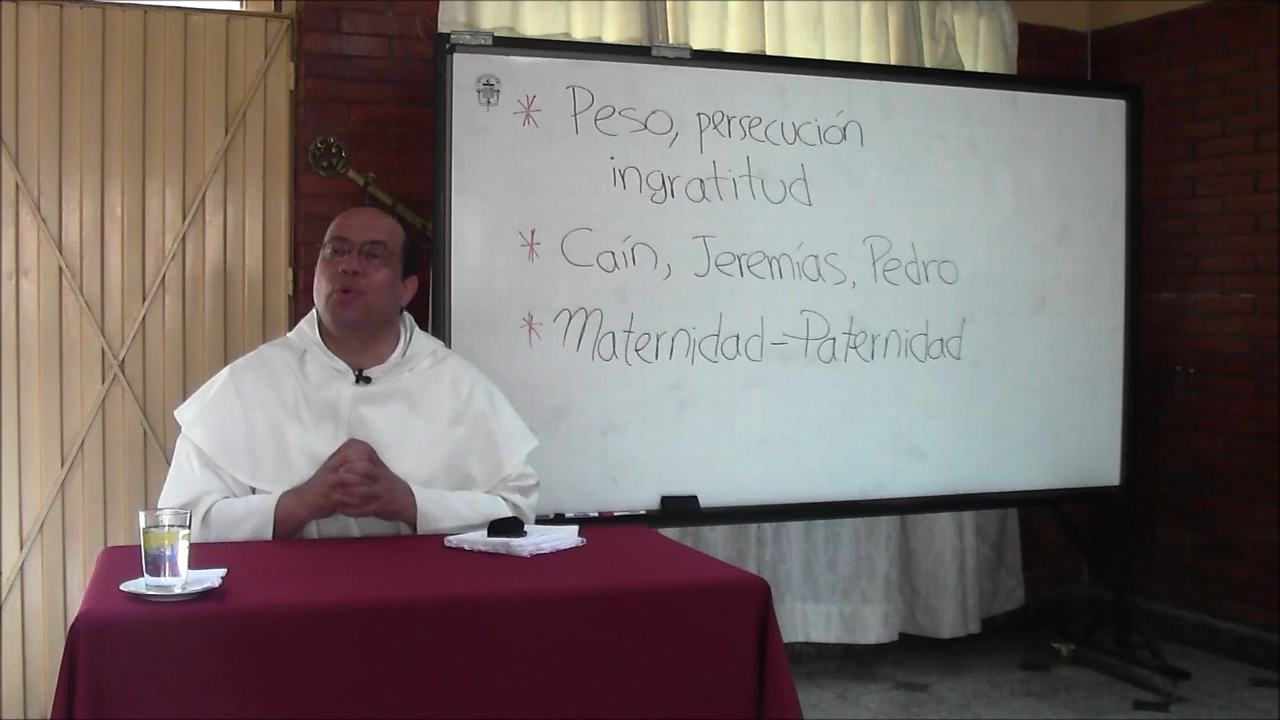 * Peso, persecución
ingratitud
* Caín, Jeremías, Pedro
* Maternidad-Paternidad